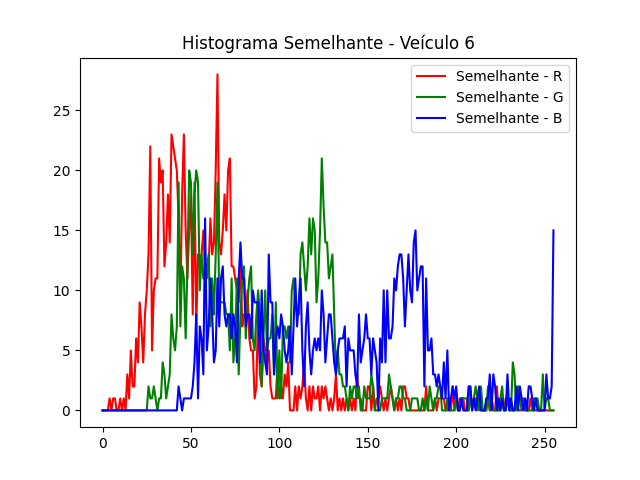 Histograma Semelhante - Veículo 6
Semelhante - R
Semelhante - G
Semelhante - B
25
20
15
10
5
0
0 50 100 150 200 250